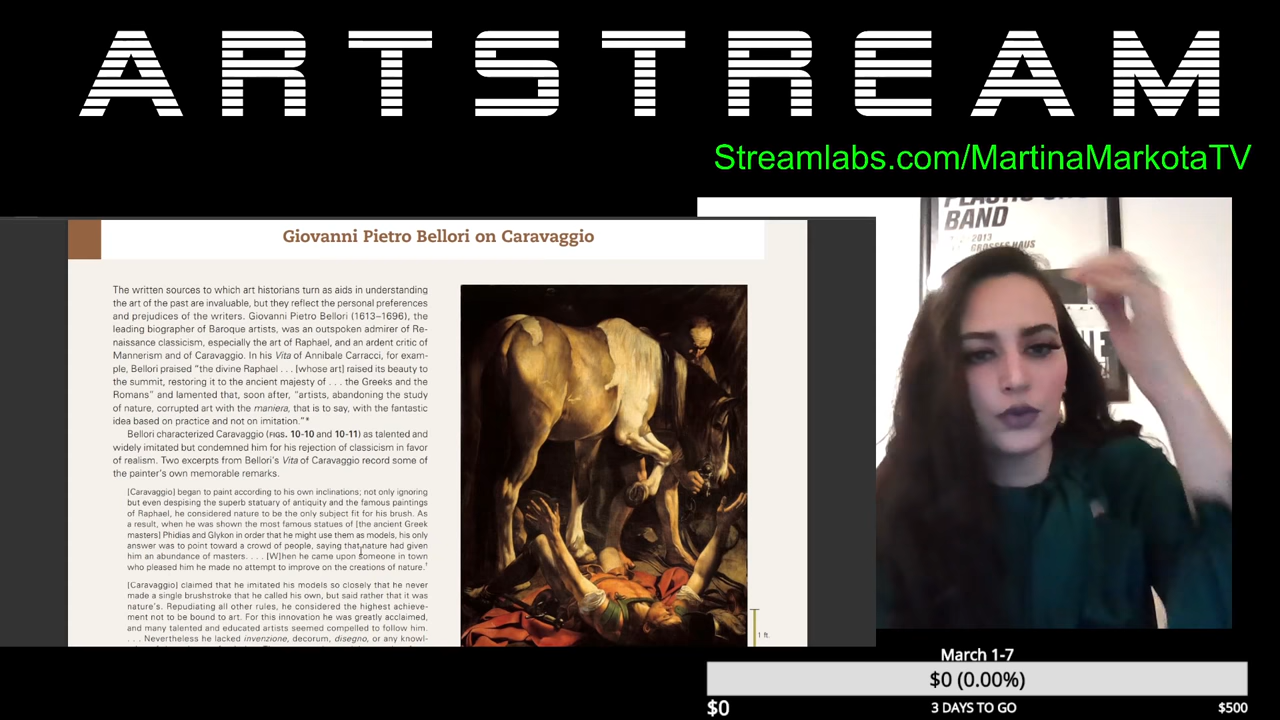 ARTSTREAM
Streamlabs.com/MartinaMarkotaTV
BAND
2013
GROSSES HAUS
Giovanni Pietro Bellori on Caravaggio
The written sources to which art historians turn as aids in understanding
the art of the past are invaluable, but they reflect the personal preferences
and prejudices of the writers. Giovanni Pietro Bellori (1613–1696), the
leading biographer of Baroque artists, was an outspoken admirer of Re-
naissance classicism, especially the art of Raphael, and an ardent critic of
Mannerism and of Caravaggio. In his Vita of Annibale Carracci, for exam-
ple, Bellori praised “the divine Raphael . . . [whose art] raised its beauty to
the summit, restoring it to the ancient majesty of . . . the Greeks and the
Romans” and lamented that, soon after, “artists, abandoning the study
of nature, corrupted art with the maniera, that is to say, with the fantastic
idea based on practice and not on imitation.”*
Bellori characterized Caravaggio (FIGS. 10-10 and 10-11) as talented and
widely imitated but condemned him for his rejection of classicism in favor
of realism. Two excerpts from Bellori's Vita of Caravaggio record some of
the painter's own memorable remarks.
[Caravaggio] began to paint according to his own inclinations; not only ignoring
but even despising the superb statuary of antiquity and the famous paintings
of Raphael, he considered nature to be the only subject fit for his brush. As
a result, when he was shown the most famous statues of [the ancient Greek
masters] Phidias and Glykon in order that he might use them as models, his only
answer was to point toward a crowd of people, saying that nature had given
him an abundance of masters. . . . [W]hen he came upon someone in town
who pleased him he made no attempt to improve on the creations of nature.†
[Caravaggio] claimed that he imitated his models so closely that he never
made a single brushstroke that he called his own, but said rather that it was
nature's. Repudiating all other rules, he considered the highest achieve-
ment not to be bound to art. For this innovation he was greatly acclaimed,
and many talented and educated artists seemed compelled to follow him.
. . . Nevertheless he lacked invenzione, decorum, disegno, or any knowl-
1 ft.
March 1-7
$0 (0.00%)
$0
3 DAYS TO GO
$500